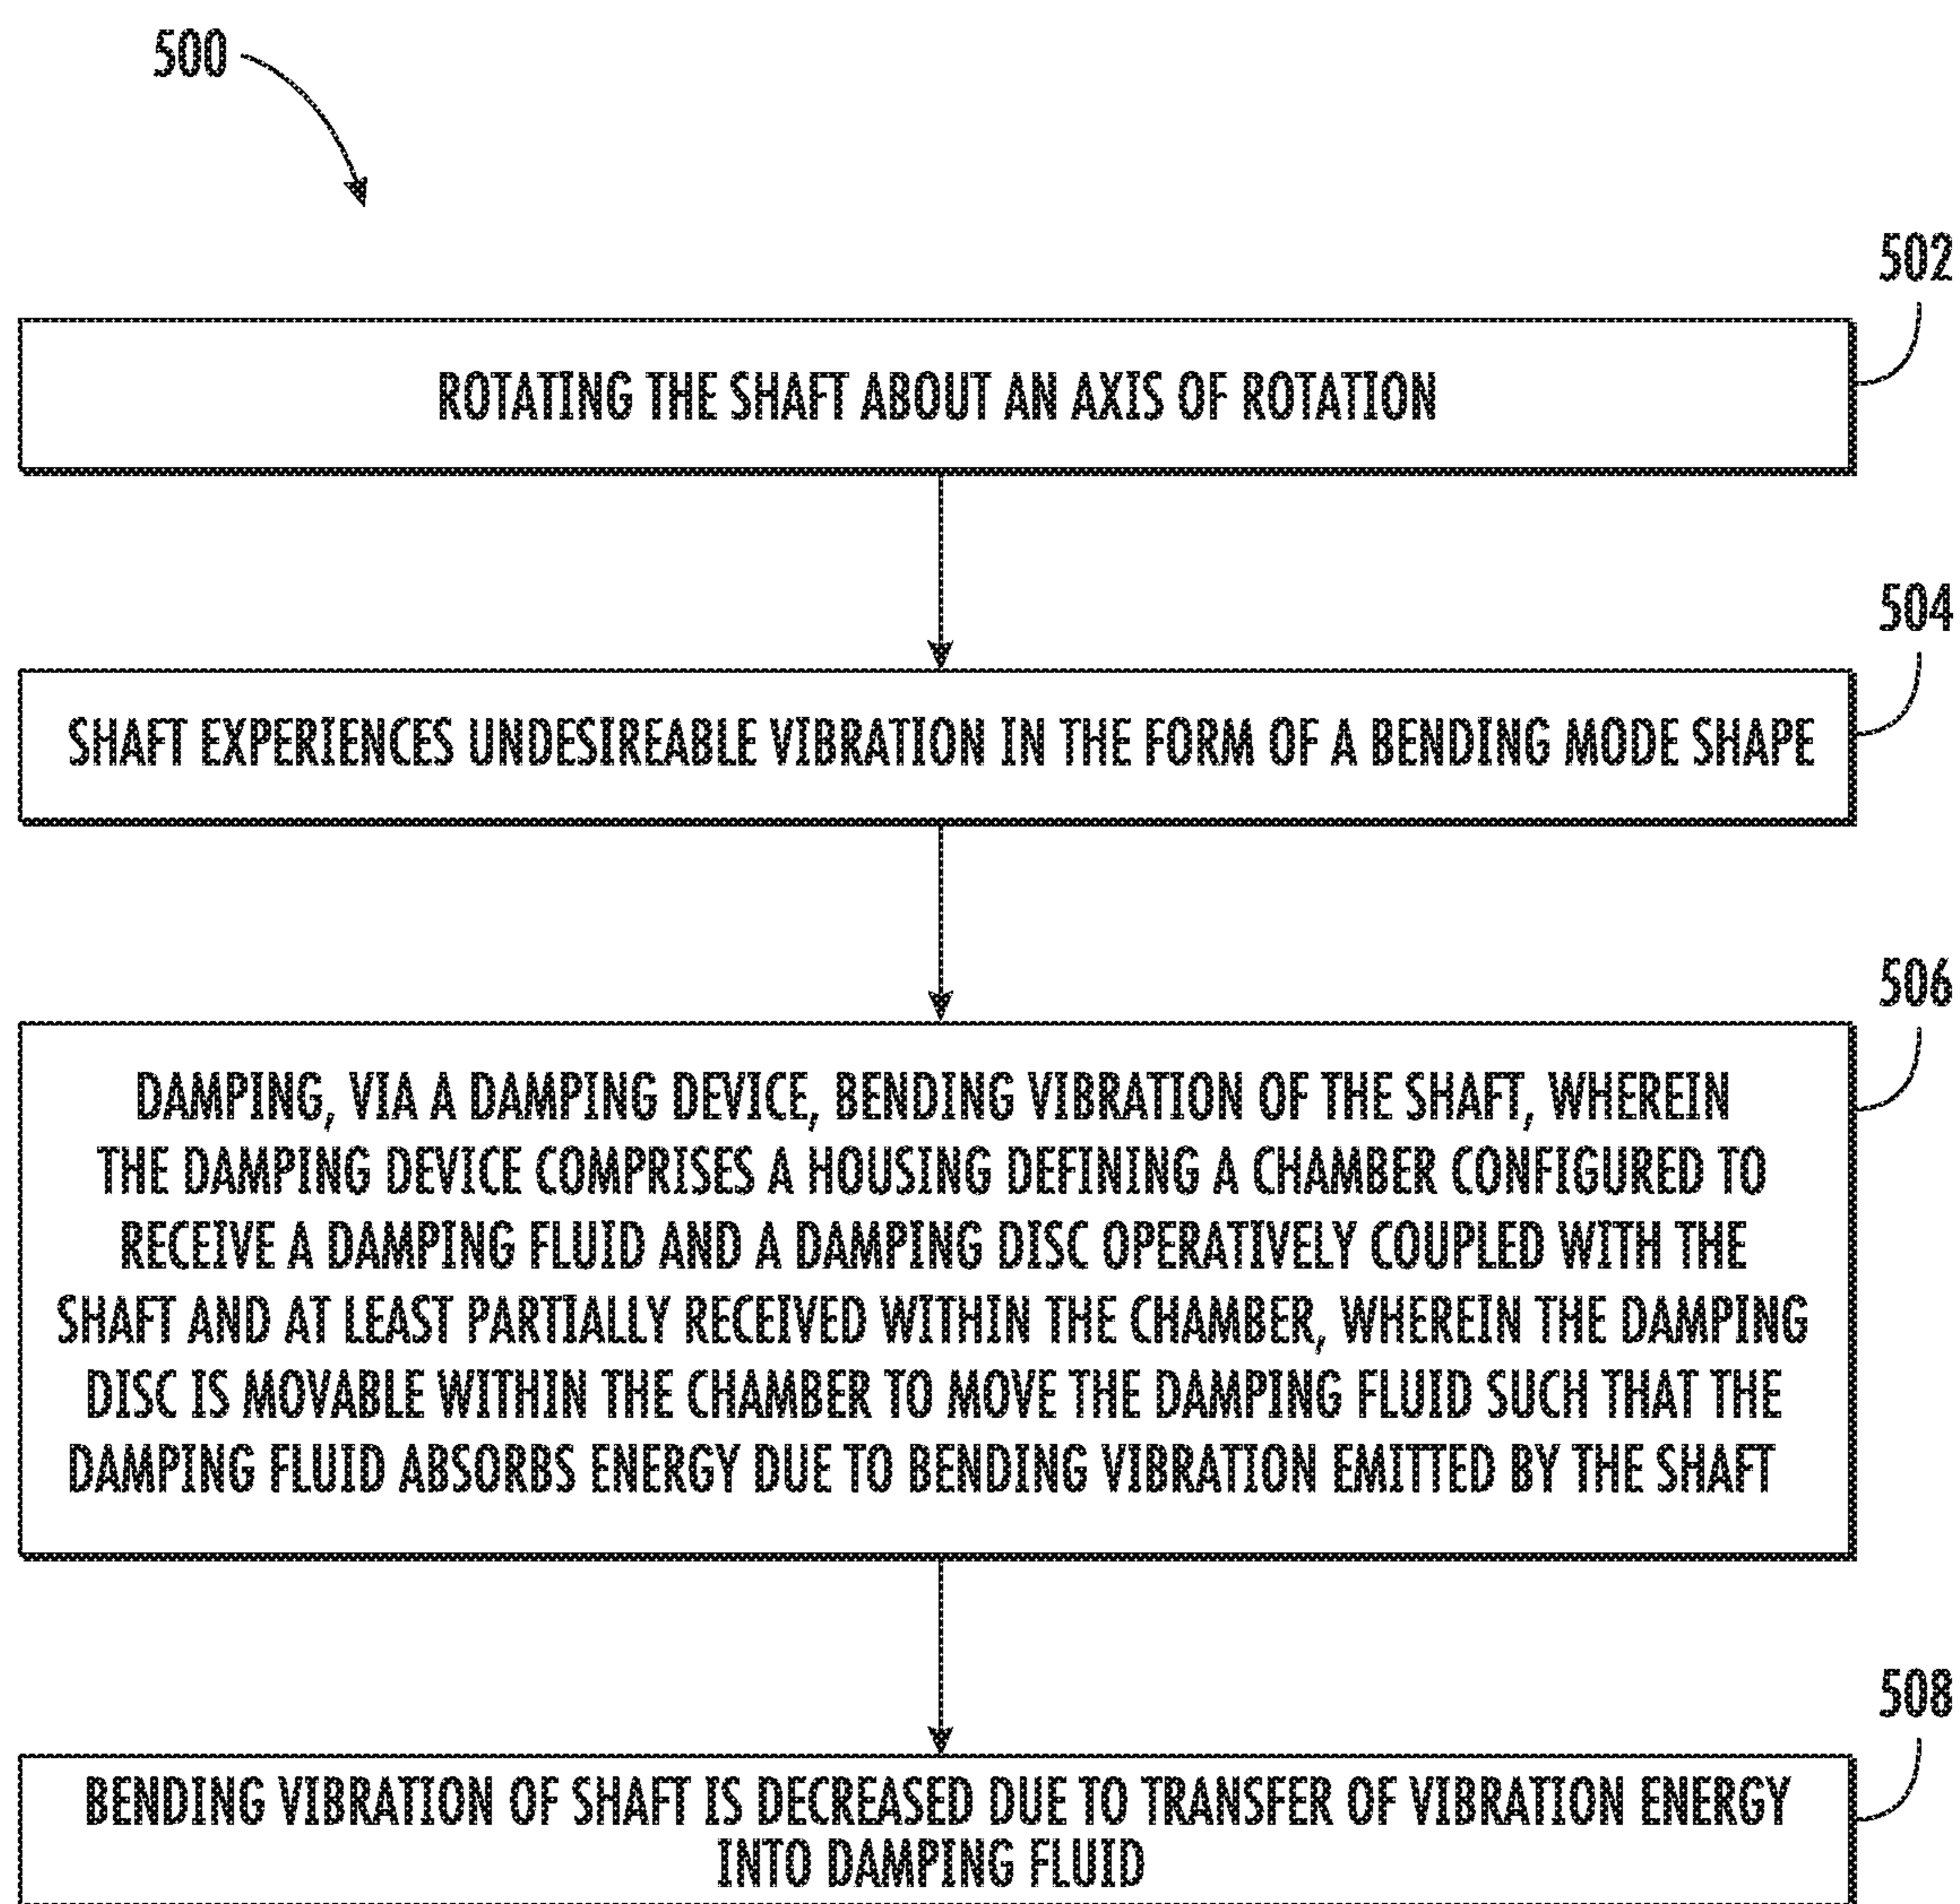 500
502
ROTATING THE SHAFT ABOUT AN AXIS OF ROTATION
504
SHAFT EXPERIENCES UNDESIREABLE VIBRATION IN THE FORM OF A BENDING MODE SHAPE
506
DAMPING, VIA A DAMPING DEVICE, BENDING VIBRATION OF THE SHAFT, WHEREIN
THE DAMPING DEVICE COMPRISES A HOUSING DEFINING A CHAMBER CONFIGURED TO
RECEIVE A DAMPING FLUID AND A DAMPING DISC OPERATIVELY COUPLED WITH THE
SHAFT AND AT LEAST PARTIALLY RECEIVED WITHIN THE CHAMBER, WHEREIN THE DAMPING
DISC IS MOVABLE WITHIN THE CHAMBER TO MOVE THE DAMPING FLUID SUCH THAT THE
DAMPING FLUID ABSORBS ENERGY DUE TO BENDING VIBRATION EMITTED BY THE SHAFT
508
BENDING VIBRATION OF SHAFT IS DECREASED DUE TO TRANSFER OF VIBRATION ENERGY
INTO DAMPING FLUID